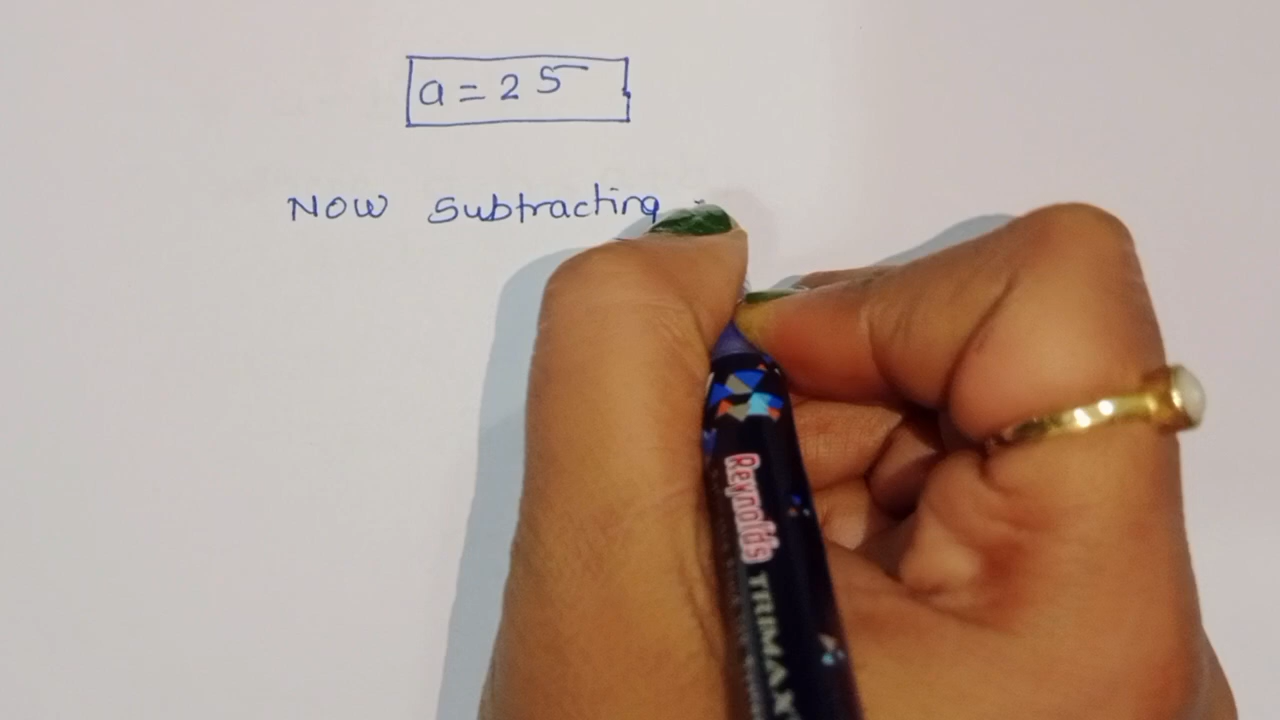 a = 25
NOW Subtracting
Reynolds TRIMAX